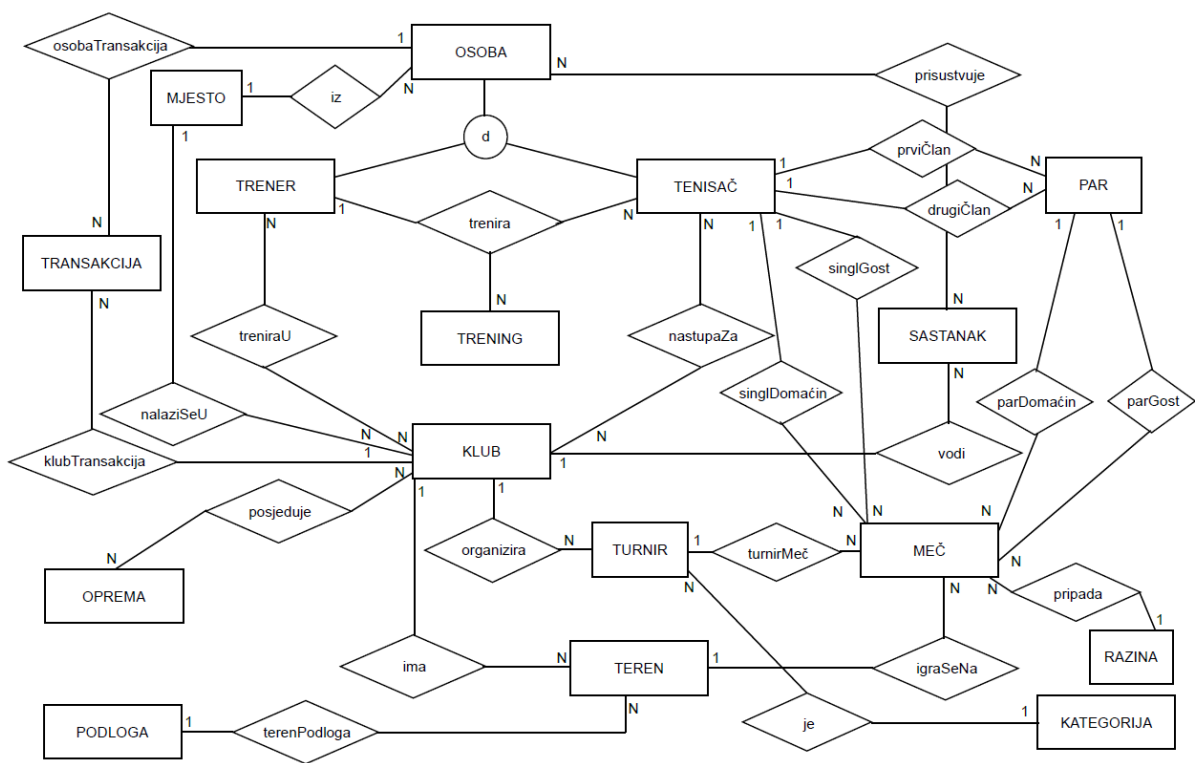 osobaTransakcija
1
OSOBA
N
N
prisustvuje
MJESTO
1
iz
N
1
d
prviČlan
1
N
TRENER
TENISAČ
PAR
1
N
1
trenira
N
drugiČlan
N
N
N
1
1
1
1
N
TRANSAKCIJA
singlGost
N
N
N
treniraU
TRENING
nastupaZa
SASTANAK
N
singlDomaćin
parDomaćin
parGost
nalaziSeU
N
N
N
KLUB
1
1
vodi
klubTransakcija
N
1
1
posjeduje
N
N
N
organizira
N
TURNIR
1
turnirMeč
N
MEČ
N
N
OPREMA
N
N
N
pripada
1
ima
N
TEREN
1
igraSeNa
RAZINA
N
PODLOGA
1
terenPodloga
je
1
KATEGORIJA